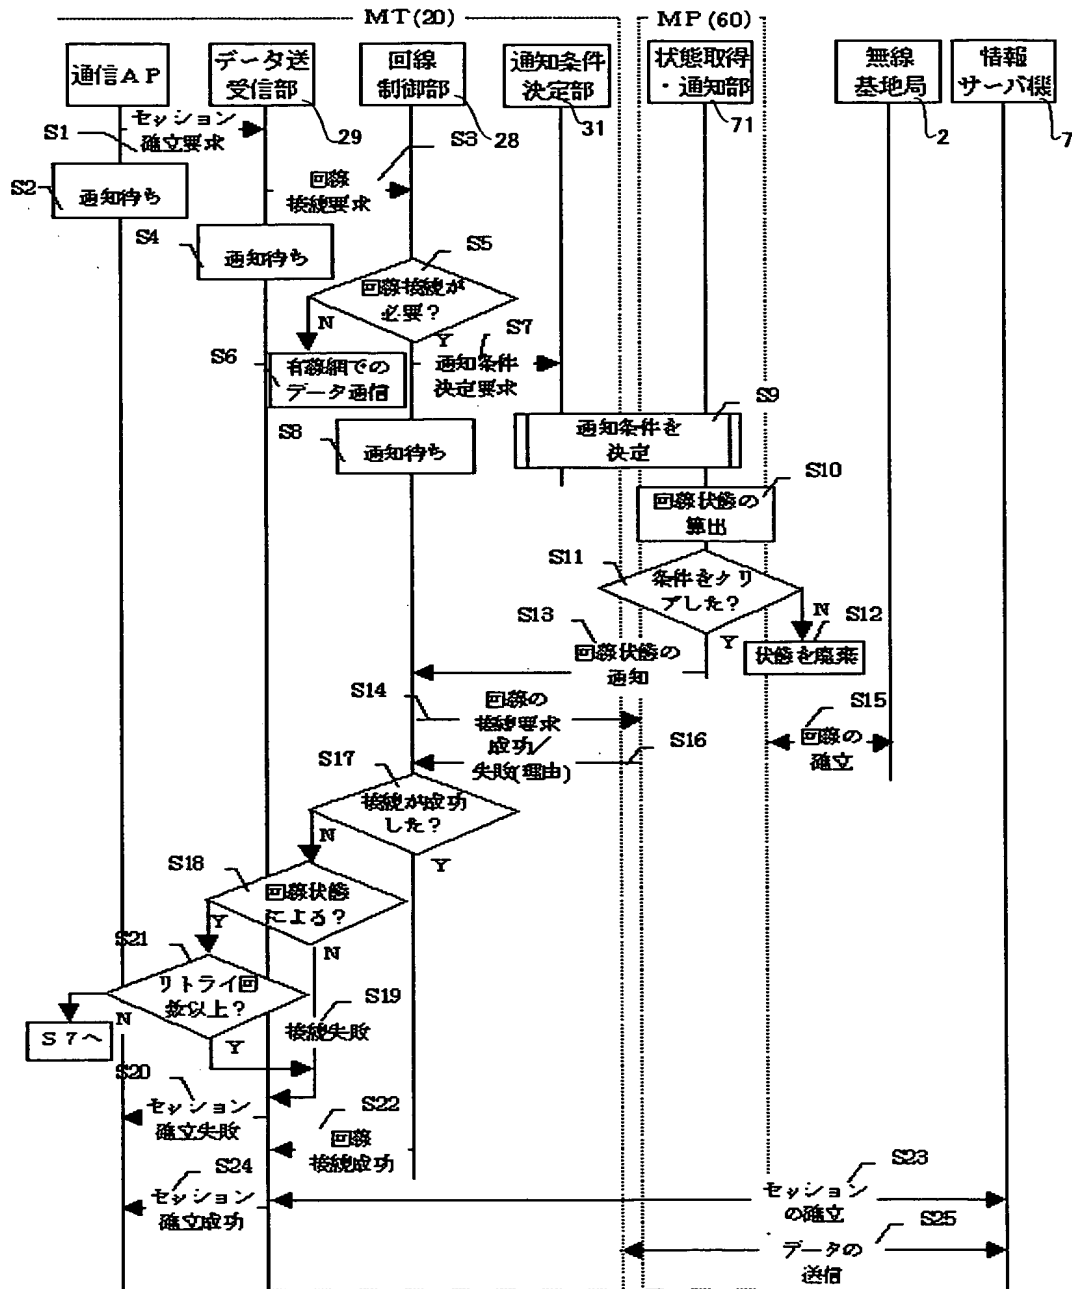 MT(20)
MP(60)
通信AP
データ送
受信部
29
回線
制御部
28
通知条件
決定部
31
状態取得
・通知部
71
無線
基地局
2
情報
サーバ機
7
S1
セッション
確立要求
S2
通知待ち
S3
回線
接続要求
S4
通知待ち
S5
回線接続が
必要?
N
Y
S6
有線網での
データ通信
S7
通知条件
決定要求
S8
通知待ち
S9
通知条件を
決定
S10
回線状態の
算出
S11
条件をクリ
アした?
N
Y
S12
状態を廃棄
S13
回線状態の
通知
S14
回線の
接続要求
S15
回線の
確立
S16
成功/
失敗(理由)
S17
接続が成功
した?
N
Y
S18
回線状態
による?
Y
N
S21
リトライ回
数以上?
N
Y
S7へ
S19
接続失敗
S20
セッション
確立失敗
S22
回線
接続成功
S23
セッション
の確立
S24
セッション
確立成功
S25
データの
送信